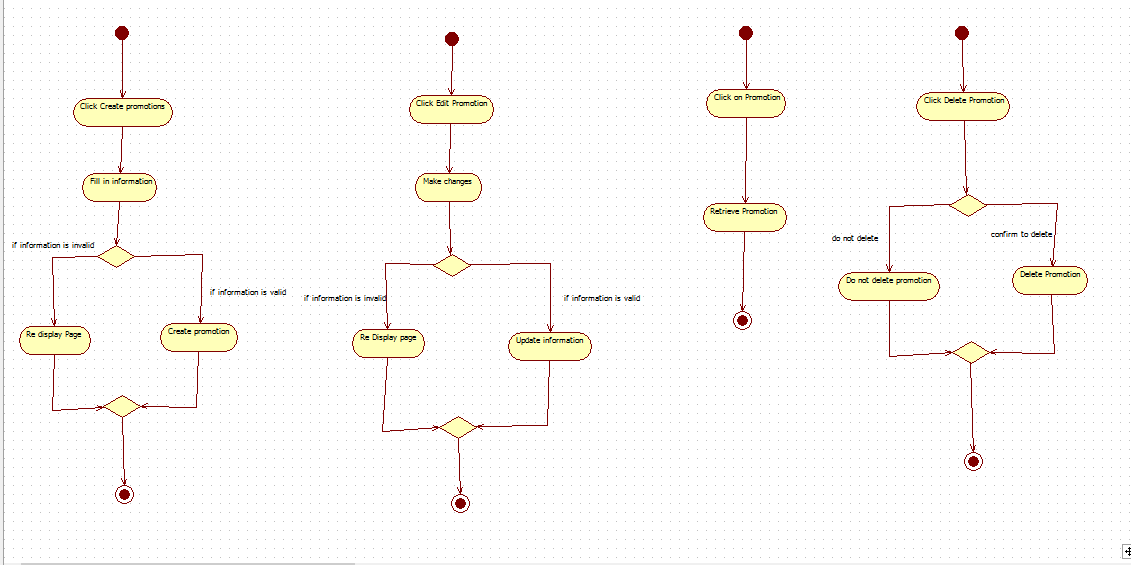 Click Create promotions
Fill in information
if information is invalid
if information is valid
Re display Page
Create promotion
Click Edit Promotion
Make changes
if information is invalid
if information is valid
Re Display page
Update information
Click on Promotion
Retrieve Promotion
Click Delete Promotion
do not delete
confirm to delete
Do not delete promotion
Delete Promotion